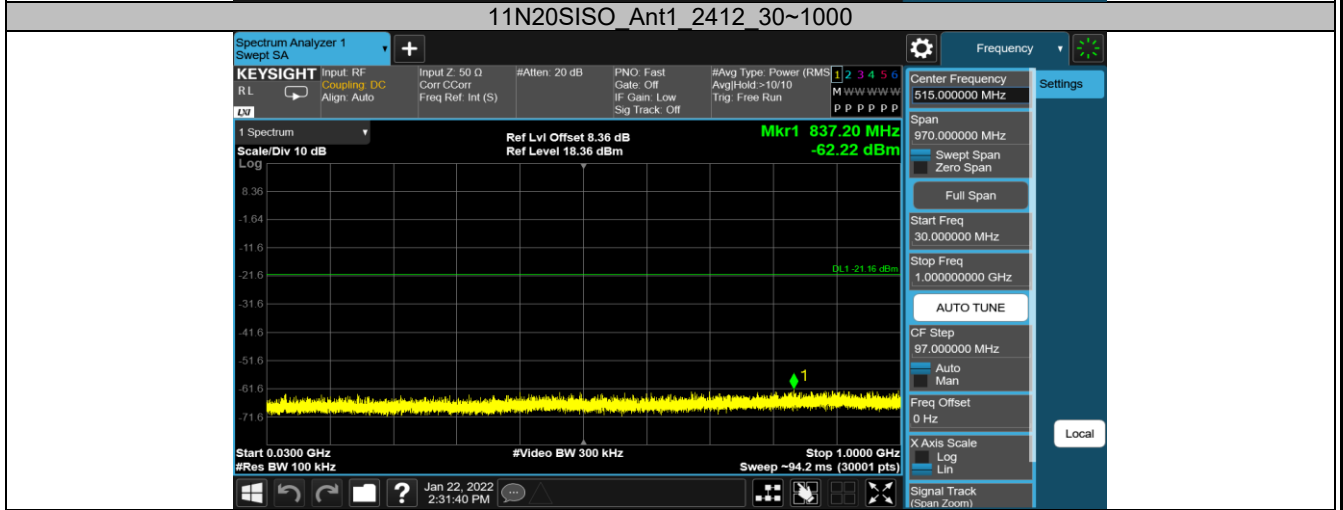 11N20SISO_Ant1_2412_30~1000
Spectrum Analyzer 1
Swept SA
Frequency
KEYSIGHT
RL
LXI
Input: RF
Coupling: DC
Align: Auto
Input Z: 50 Ω
Corr CCorr
Freq Ref: Int (S)
#Atten: 20 dB
PNO: Fast
Gate: Off
IF Gain: Low
Sig Track: Off
#Avg Type: Power (RMS
Avg|Hold:>10/10
Trig: Free Run
1 2 3 4 5 6
M W W W W W
P P P P P P
1 Spectrum
Scale/Div 10 dB
Log
Ref Lvl Offset 8.36 dB
Ref Level 18.36 dBm
Mkr1 837.20 MHz
-62.22 dBm
8.36
-1.64
-11.6
-21.6
-31.6
-41.6
-51.6
-61.6
-71.6
DL1 -21.16 dBm
1
Start 0.0300 GHz
#Res BW 100 kHz
#Video BW 300 kHz
Stop 1.0000 GHz
Sweep ~94.2 ms (30001 pts)
Jan 22, 2022
2:31:40 PM
Center Frequency
515.000000 MHz
Span
970.000000 MHz
Swept Span
Zero Span
Full Span
Start Freq
30.000000 MHz
Stop Freq
1.000000000 GHz
AUTO TUNE
CF Step
97.000000 MHz
Auto
Man
Freq Offset
0 Hz
X Axis Scale
Log
Lin
Signal Track
(Span Zoom)
Settings
Local